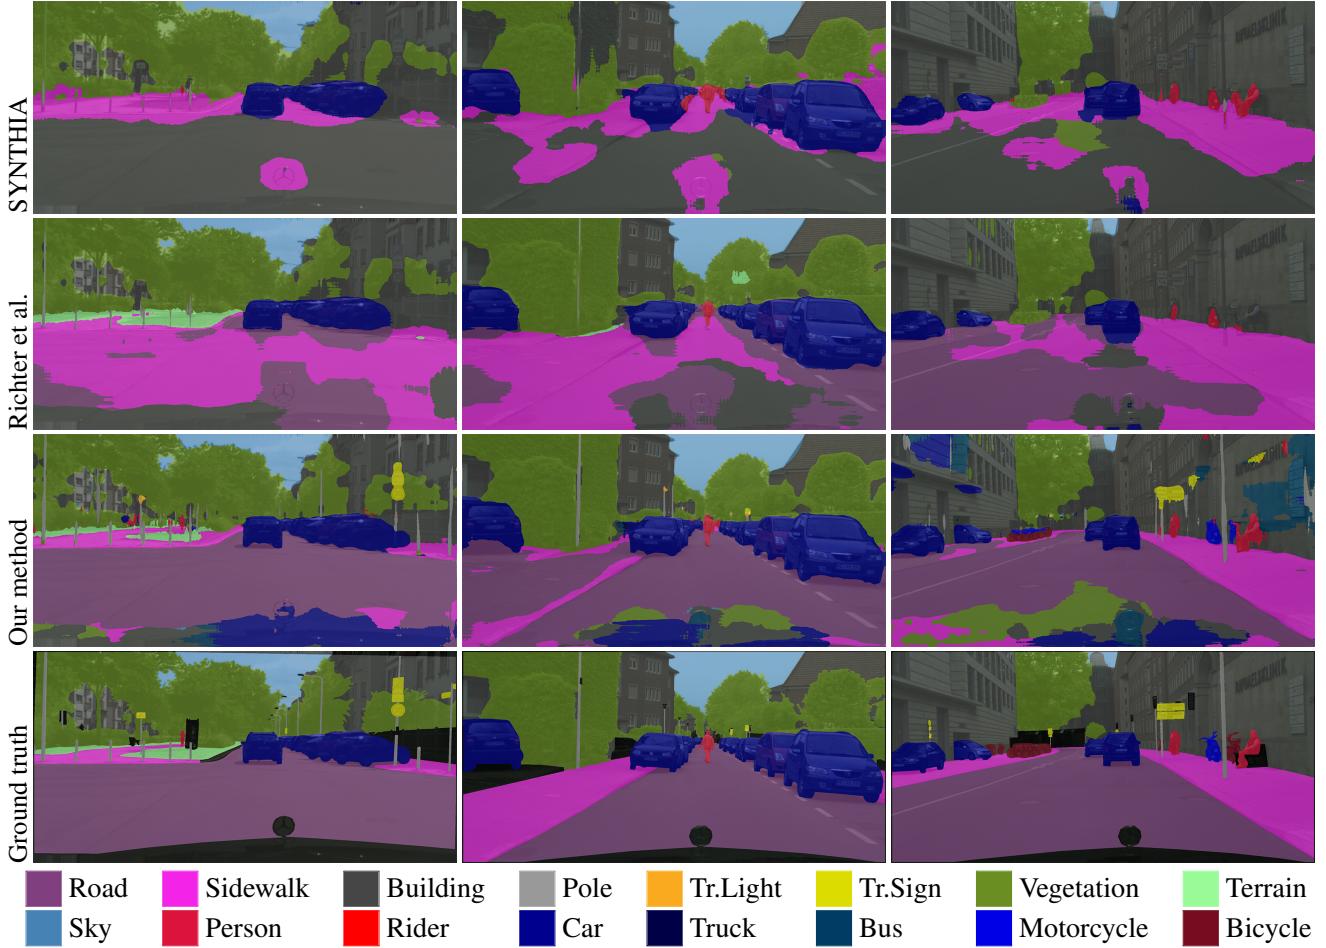 SYNTHIA
Richter et al.
Our method
Ground truth
Road Sidewalk Building Pole Tr.Light Tr.Sign Vegetation Terrain
Sky Person Rider Car Truck Bus Motorcycle Bicycle